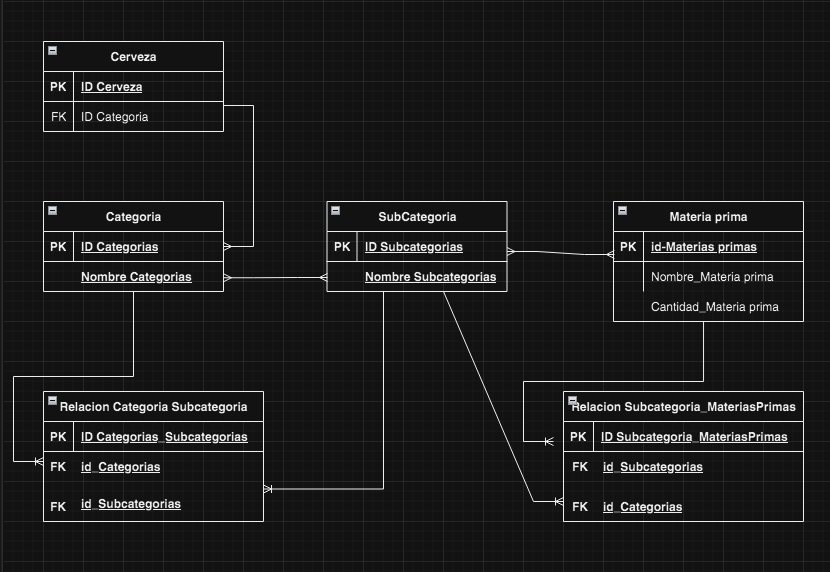 Cerveza
PK ID Cerveza
FK ID Categoria
Categoria
PK ID Categorias
Nombre Categorias
SubCategoria
PK ID Subcategorias
Nombre Subcategorias
Materia prima
PK id-Materias primas
Nombre_Materia prima
Cantidad_Materia prima
Relacion Categoria Subcategoria
PK ID Categorias_Subcategorias
FK id_Categorias
FK id_Subcategorias
Relacion Subcategoria_MateriasPrimas
PK ID Subcategoria_MateriasPrimas
FK id_Subcategorias
FK id_Categorias